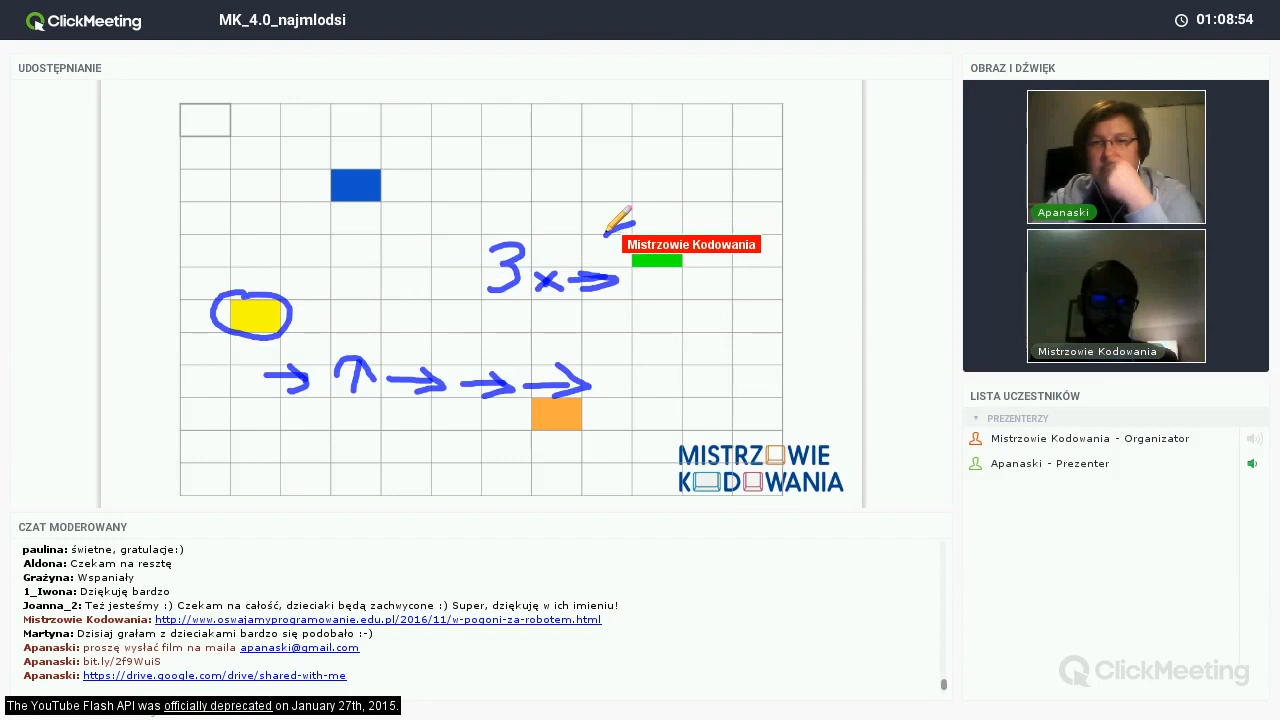 ClickMeeting
MK_4.0_najmlodsi
01:08:54
UDOSTĘPNIANIE
OBRAZ I DŹWIĘK
Mistrzowie Kodowania
3 x →
→ ↑ → → →
MISTRZOWIE
KODOWANIA
Apanaski
Mistrzowie Kodowania
LISTA UCZESTNIKÓW
PREZENTERZY
Mistrzowie Kodowania - Organizator
Apanaski - Prezenter
CZAT MODEROWANY
paulina: świetne, gratulacje:)
Aldona: Czekam na resztę
Grażyna: Wspaniały
1_Iwona: Dziękuję bardzo
Joanna_2: Też jesteśmy :) Czekam na całość, dzieciaki będą zachwycone :) Super, dziękuję w ich imieniu!
Mistrzowie Kodowania: http://www.oswajamyprogramowanie.edu.pl/2016/11/w-pogoni-za-robotem.html
Martyna: Dzisiaj grałam z dzieciakami bardzo się podobało :-)
Apanaski: proszę wysłać film na maila apanaski@gmail.com
Apanaski: bit.ly/2f9WuiS
Apanaski: https://drive.google.com/drive/shared-with-me
ClickMeeting
The YouTube Flash API was officially deprecated on January 27th, 2015.